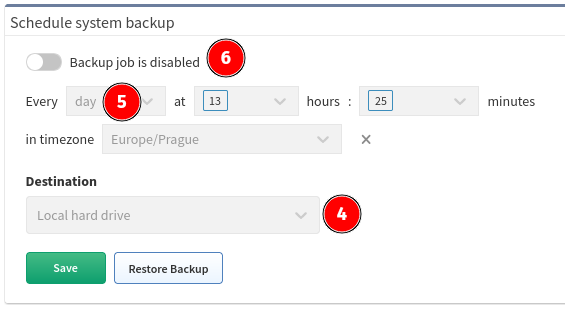 Schedule system backup
Backup job is disabled 6
Every day 5 at 13 hours : 25 minutes
in timezone Europe/Prague ×
Destination
Local hard drive 4
Save Restore Backup